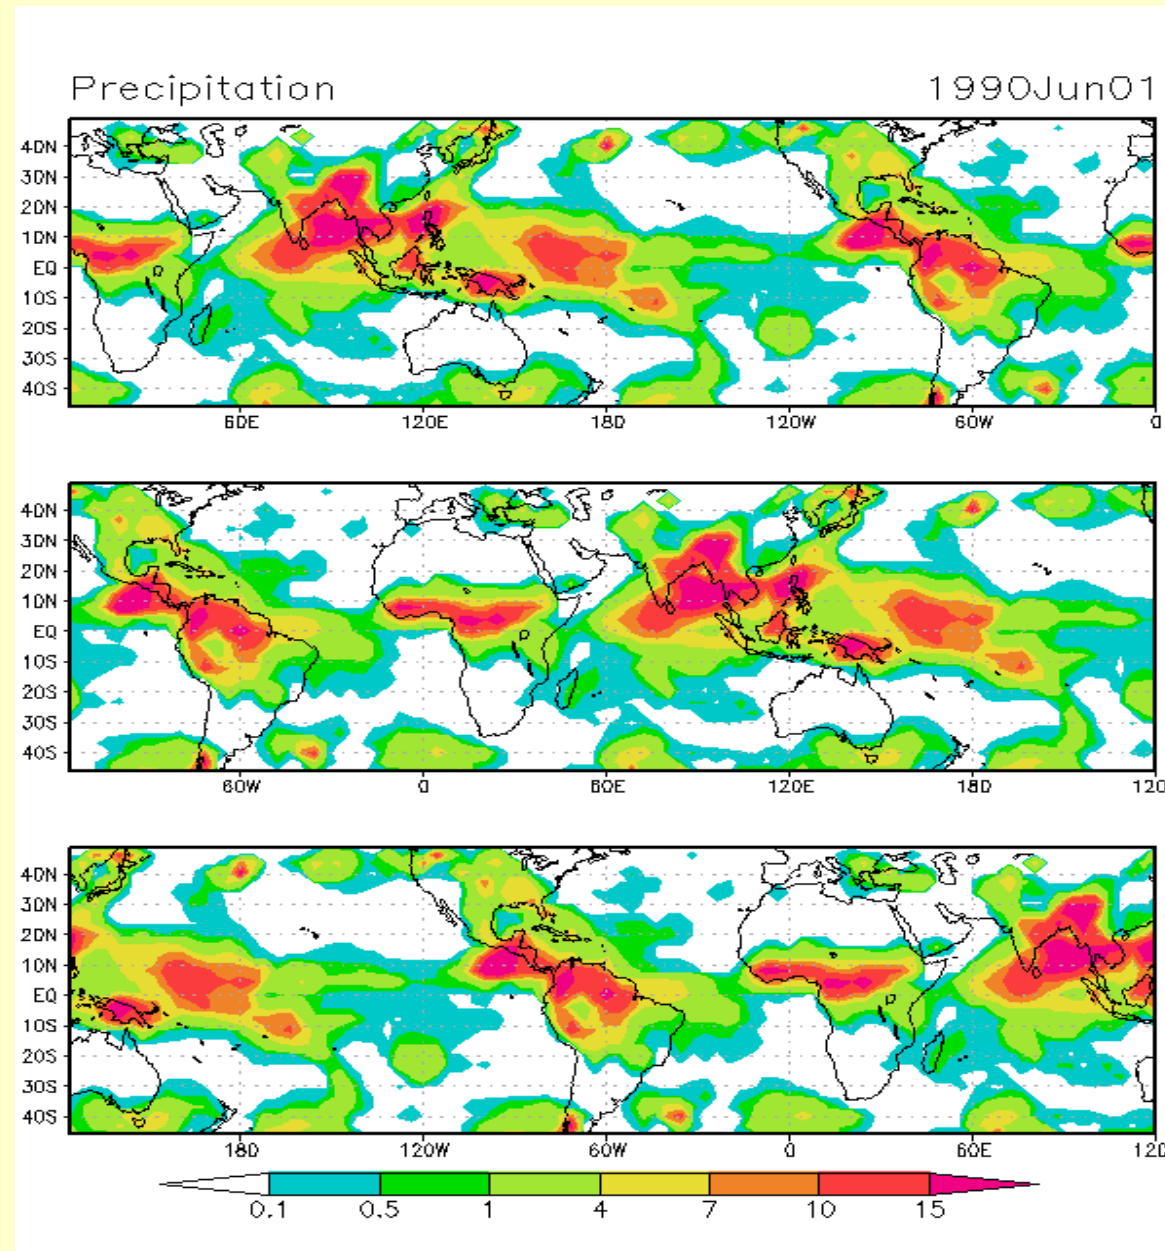 Precipitation 1990Jun01
40N
30N
20N
10N
EQ
10S
20S
30S
40S
60E 120E 180 120W 60W 0
40N
30N
20N
10N
EQ
10S
20S
30S
40S
60W 0 60E 120E 180 120
40N
30N
20N
10N
EQ
10S
20S
30S
40S
180 120W 60W 0 60E 120
0.1 0.5 1 4 7 10 15